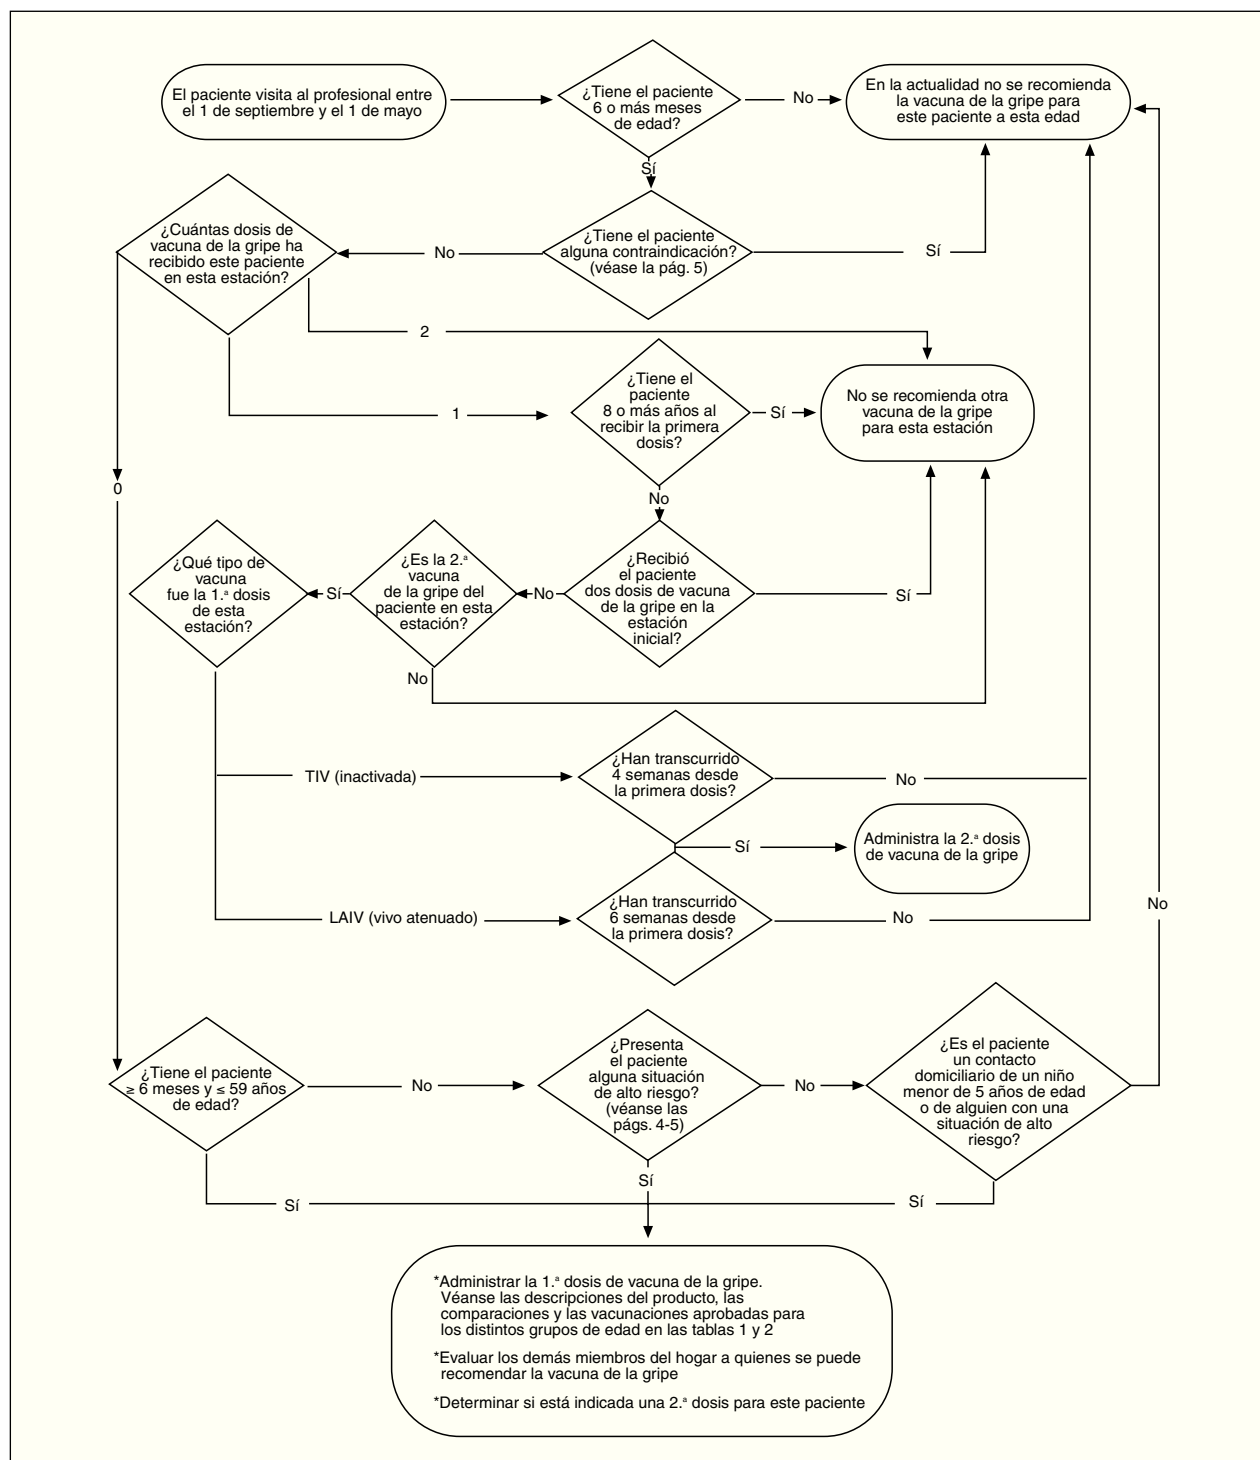 El paciente visita al profesional entre
el 1 de septiembre y el 1 de mayo
¿Tiene el paciente
6 o más meses
de edad?
No
En la actualidad no se recomienda
la vacuna de la gripe para
este paciente a esta edad
Sí
¿Cuántas dosis de
vacuna de la gripe ha
recibido este paciente
en esta estación?
No
¿Tiene el paciente
alguna contraindicación?
(véase la pág. 5)
Sí
2
1
¿Tiene el
paciente
8 o más años al
recibir la primera
dosis?
Sí
No se recomienda otra
vacuna de la gripe
para esta estación
0
No
¿Qué tipo de
vacuna
fue la 1.ª dosis
de esta
estación?
Sí
¿Es la 2.ª
vacuna
de la gripe del
paciente en esta
estación?
No
¿Recibió
el paciente
dos dosis de vacuna
de la gripe en la
estación
inicial?
Sí
No
TIV (inactivada)
¿Han transcurrido
4 semanas desde
la primera dosis?
No
Sí
Administra la 2.ª dosis
de vacuna de la gripe
LAIV (vivo atenuado)
¿Han transcurrido
6 semanas desde
la primera dosis?
No
No
¿Tiene el paciente
≥ 6 meses y ≤ 59 años
de edad?
No
¿Presenta
el paciente
alguna situación
de alto riesgo?
(véanse las
págs. 4-5)
No
¿Es el paciente
un contacto
domiciliario de un niño
menor de 5 años de edad
o de alguien con una
situación de alto
riesgo?
Sí
Sí
Sí
*Administrar la 1.ª dosis de vacuna de la gripe.
Véanse las descripciones del producto, las
comparaciones y las vacunaciones aprobadas para
los distintos grupos de edad en las tablas 1 y 2
*Evaluar los demás miembros del hogar a quienes se puede
recomendar la vacuna de la gripe
*Determinar si está indicada una 2.ª dosis para este paciente